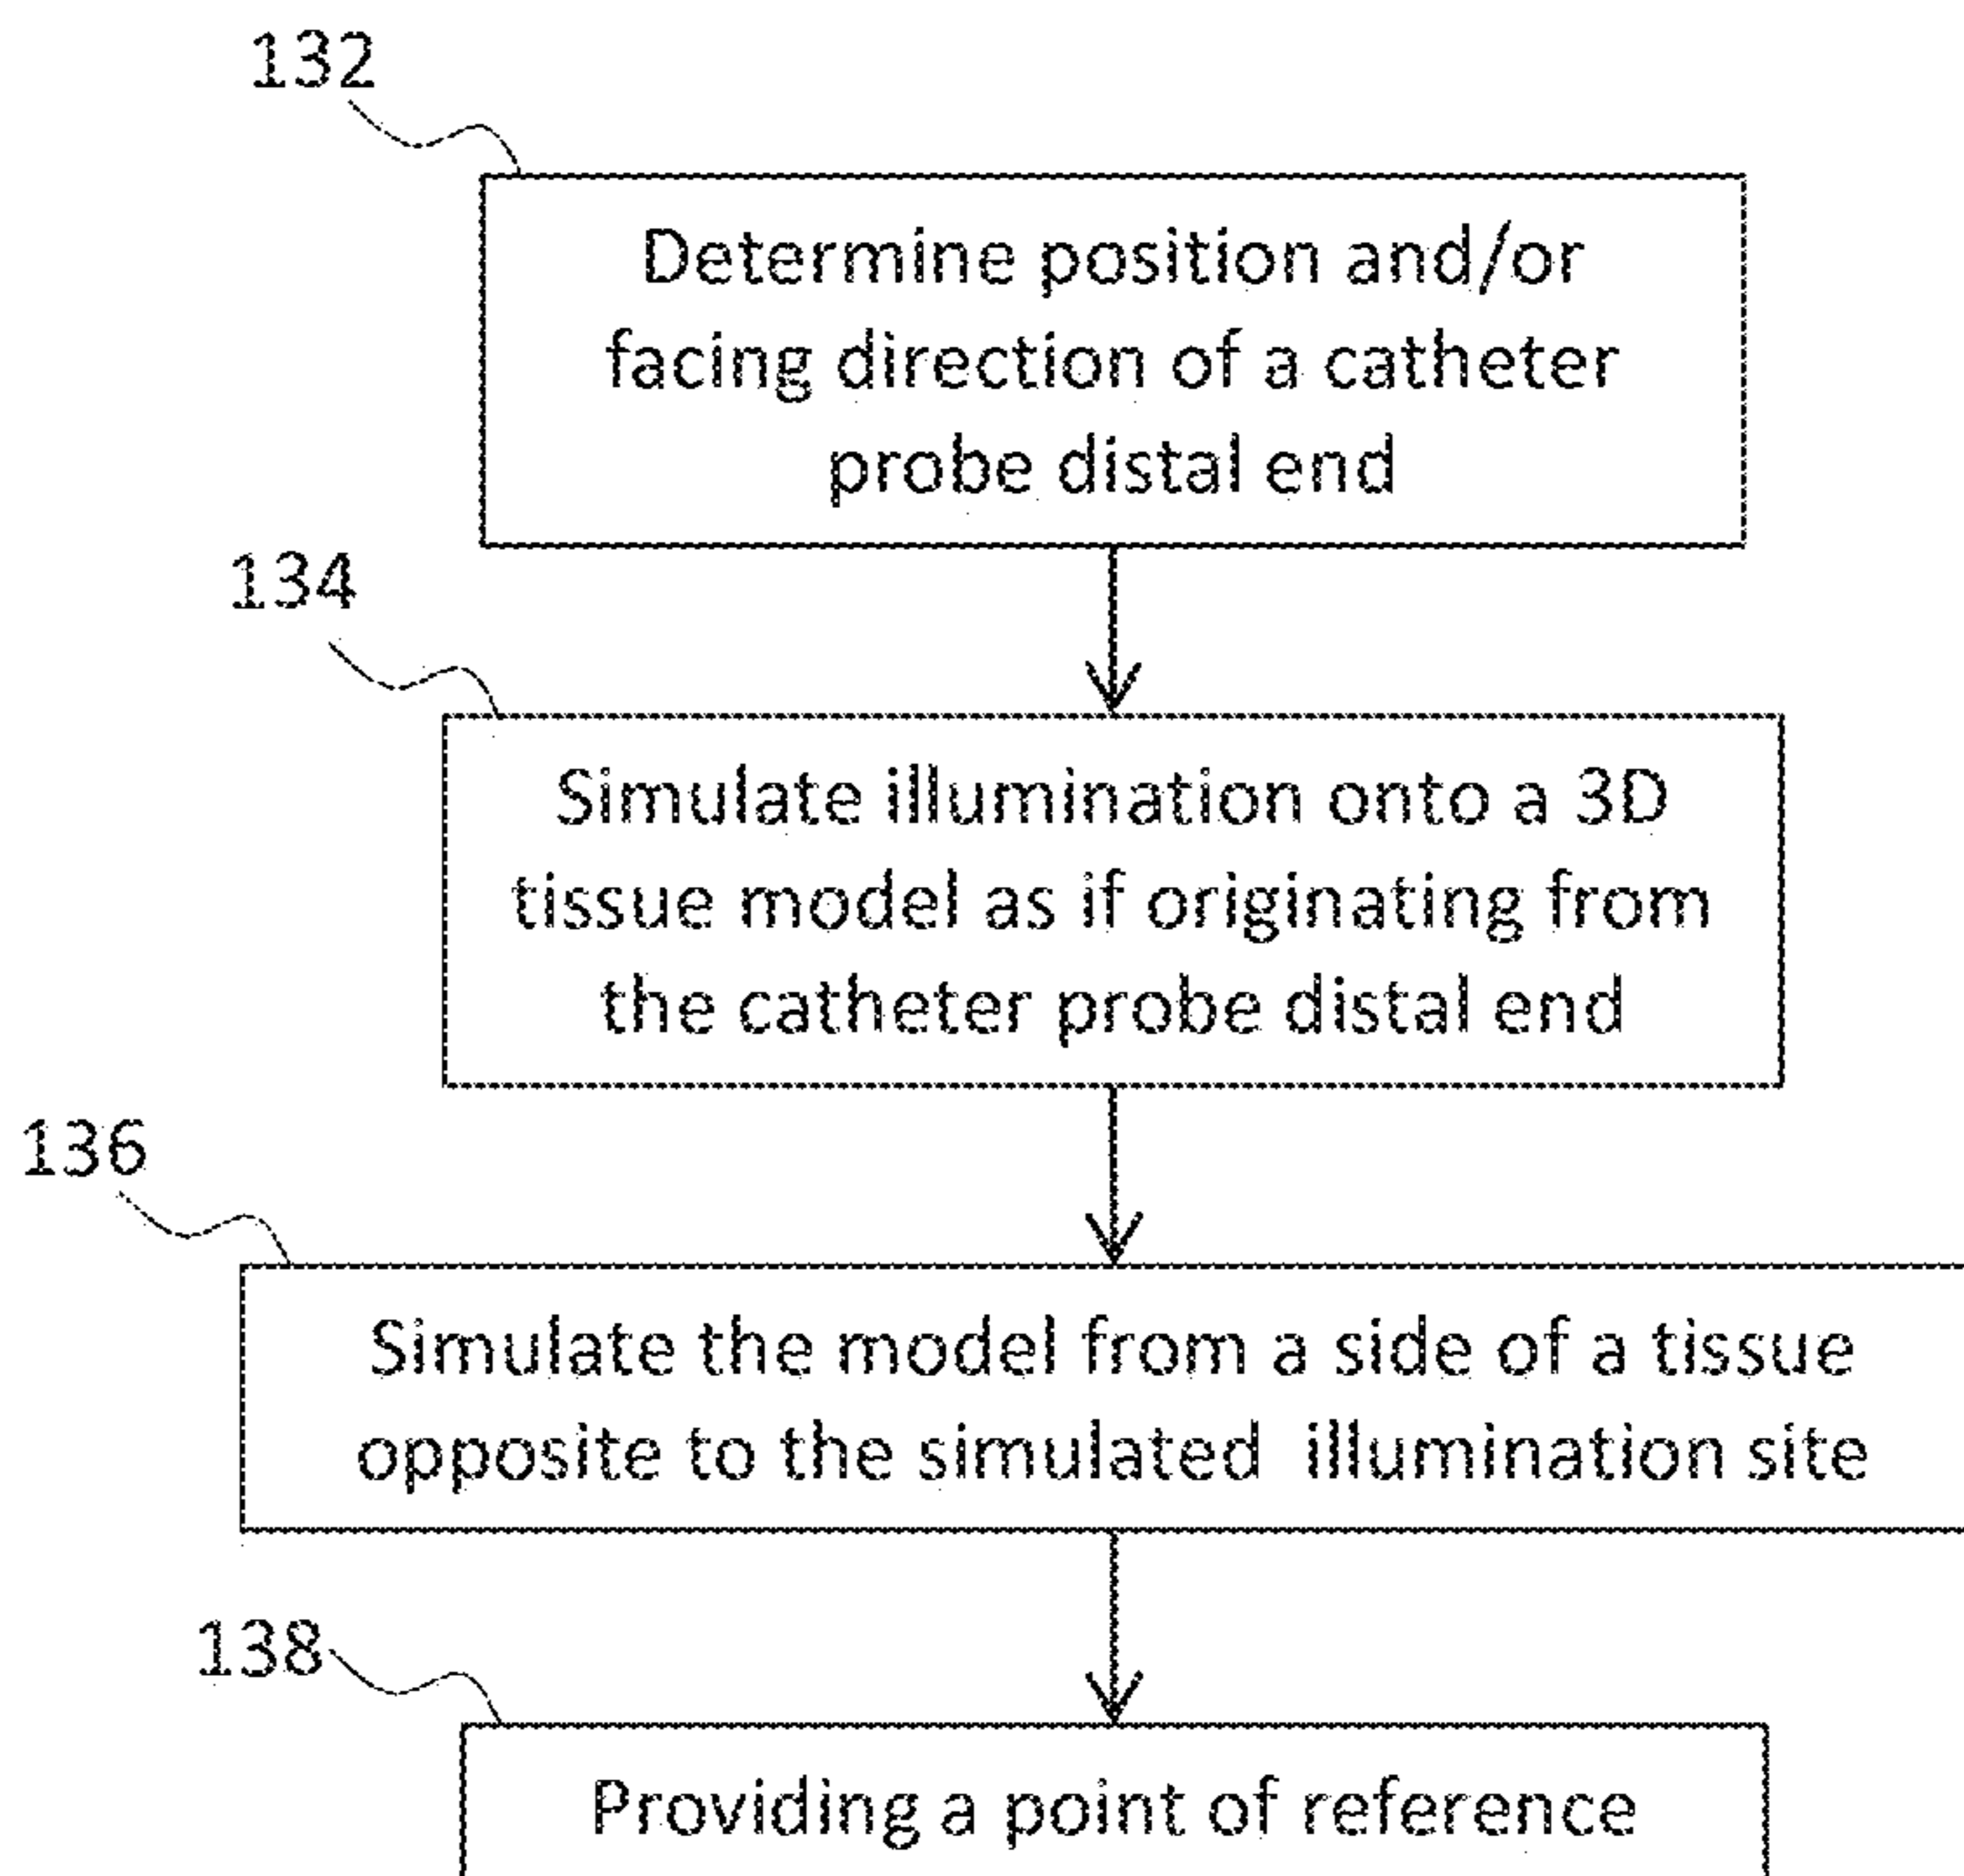 132
Determine position and/or
facing direction of a catheter
probe distal end
134
Simulate illumination onto a 3D
tissue model as if originating from
the catheter probe distal end
136
Simulate the model from a side of a tissue
opposite to the simulated illumination site
138
Providing a point of reference